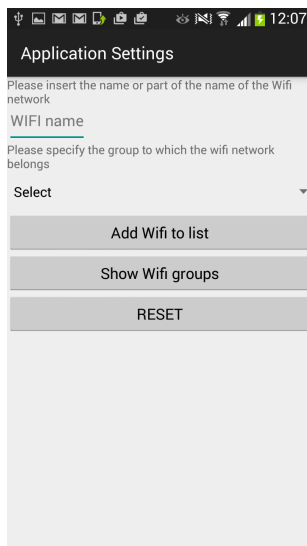 12:07
Application Settings
Please insert the name or part of the name of the Wifi
network
WIFI name
Please specify the group to which the wifi network
belongs
Select
Add Wifi to list
Show Wifi groups
RESET